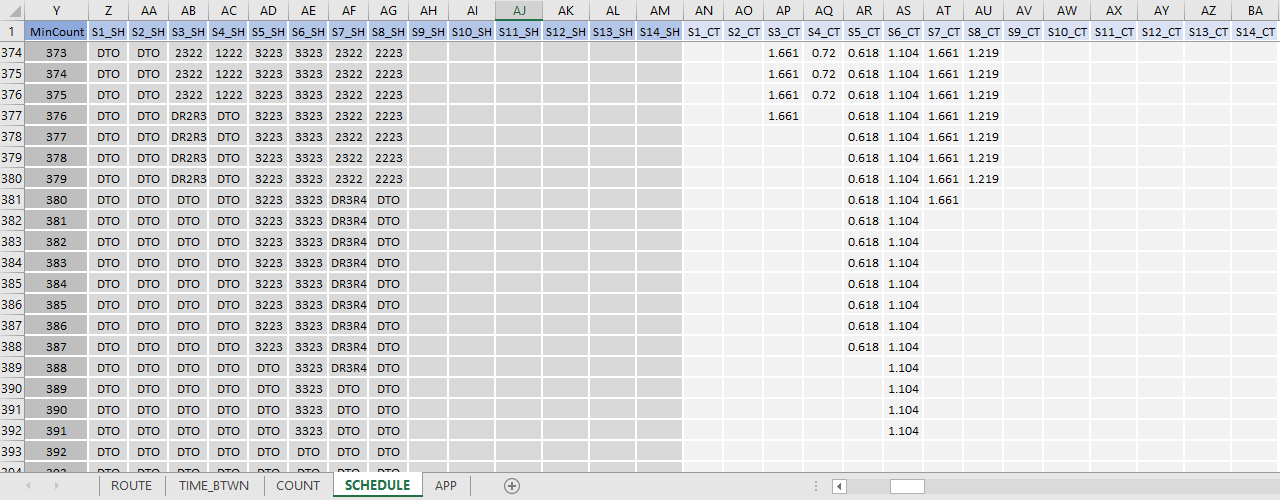 Y Z AA AB AC AD AE AF AG AH AI AJ AK AL AM AN AO AP AQ AR AS AT AU AV AW AX AY AZ BA
1 MinCount S1_SH S2_SH S3_SH S4_SH S5_SH S6_SH S7_SH S8_SH S9_SH S10_SH S11_SH S12_SH S13_SH S14_SH S1_CT S2_CT S3_CT S4_CT S5_CT S6_CT S7_CT S8_CT S9_CT S10_CT S11_CT S12_CT S13_CT S14_CT
374 373 DTO DTO 2322 1222 3223 3323 2322 2223 1.661 0.72 0.618 1.104 1.661 1.219
375 374 DTO DTO 2322 1222 3223 3323 2322 2223 1.661 0.72 0.618 1.104 1.661 1.219
376 375 DTO DTO 2322 1222 3223 3323 2322 2223 1.661 0.72 0.618 1.104 1.661 1.219
377 376 DTO DTO DR2R3 DTO 3223 3323 2322 2223 1.661 0.618 1.104 1.661 1.219
378 377 DTO DTO DR2R3 DTO 3223 3323 2322 2223 0.618 1.104 1.661 1.219
379 378 DTO DTO DR2R3 DTO 3223 3323 2322 2223 0.618 1.104 1.661 1.219
380 379 DTO DTO DR2R3 DTO 3223 3323 2322 2223 0.618 1.104 1.661 1.219
381 380 DTO DTO DTO DTO 3223 3323 DR3R4 DTO 0.618 1.104 1.661
382 381 DTO DTO DTO DTO 3223 3323 DR3R4 DTO 0.618 1.104
383 382 DTO DTO DTO DTO 3223 3323 DR3R4 DTO 0.618 1.104
384 383 DTO DTO DTO DTO 3223 3323 DR3R4 DTO 0.618 1.104
385 384 DTO DTO DTO DTO 3223 3323 DR3R4 DTO 0.618 1.104
386 385 DTO DTO DTO DTO 3223 3323 DR3R4 DTO 0.618 1.104
387 386 DTO DTO DTO DTO 3223 3323 DR3R4 DTO 0.618 1.104
388 387 DTO DTO DTO DTO 3223 3323 DR3R4 DTO 0.618 1.104
389 388 DTO DTO DTO DTO DTO 3323 DR3R4 DTO 1.104
390 389 DTO DTO DTO DTO DTO 3323 DTO DTO 1.104
391 390 DTO DTO DTO DTO DTO 3323 DTO DTO 1.104
392 391 DTO DTO DTO DTO DTO 3323 DTO DTO 1.104
393 392 DTO DTO DTO DTO DTO DTO DTO DTO
ROUTE TIME_BTWN COUNT SCHEDULE APP